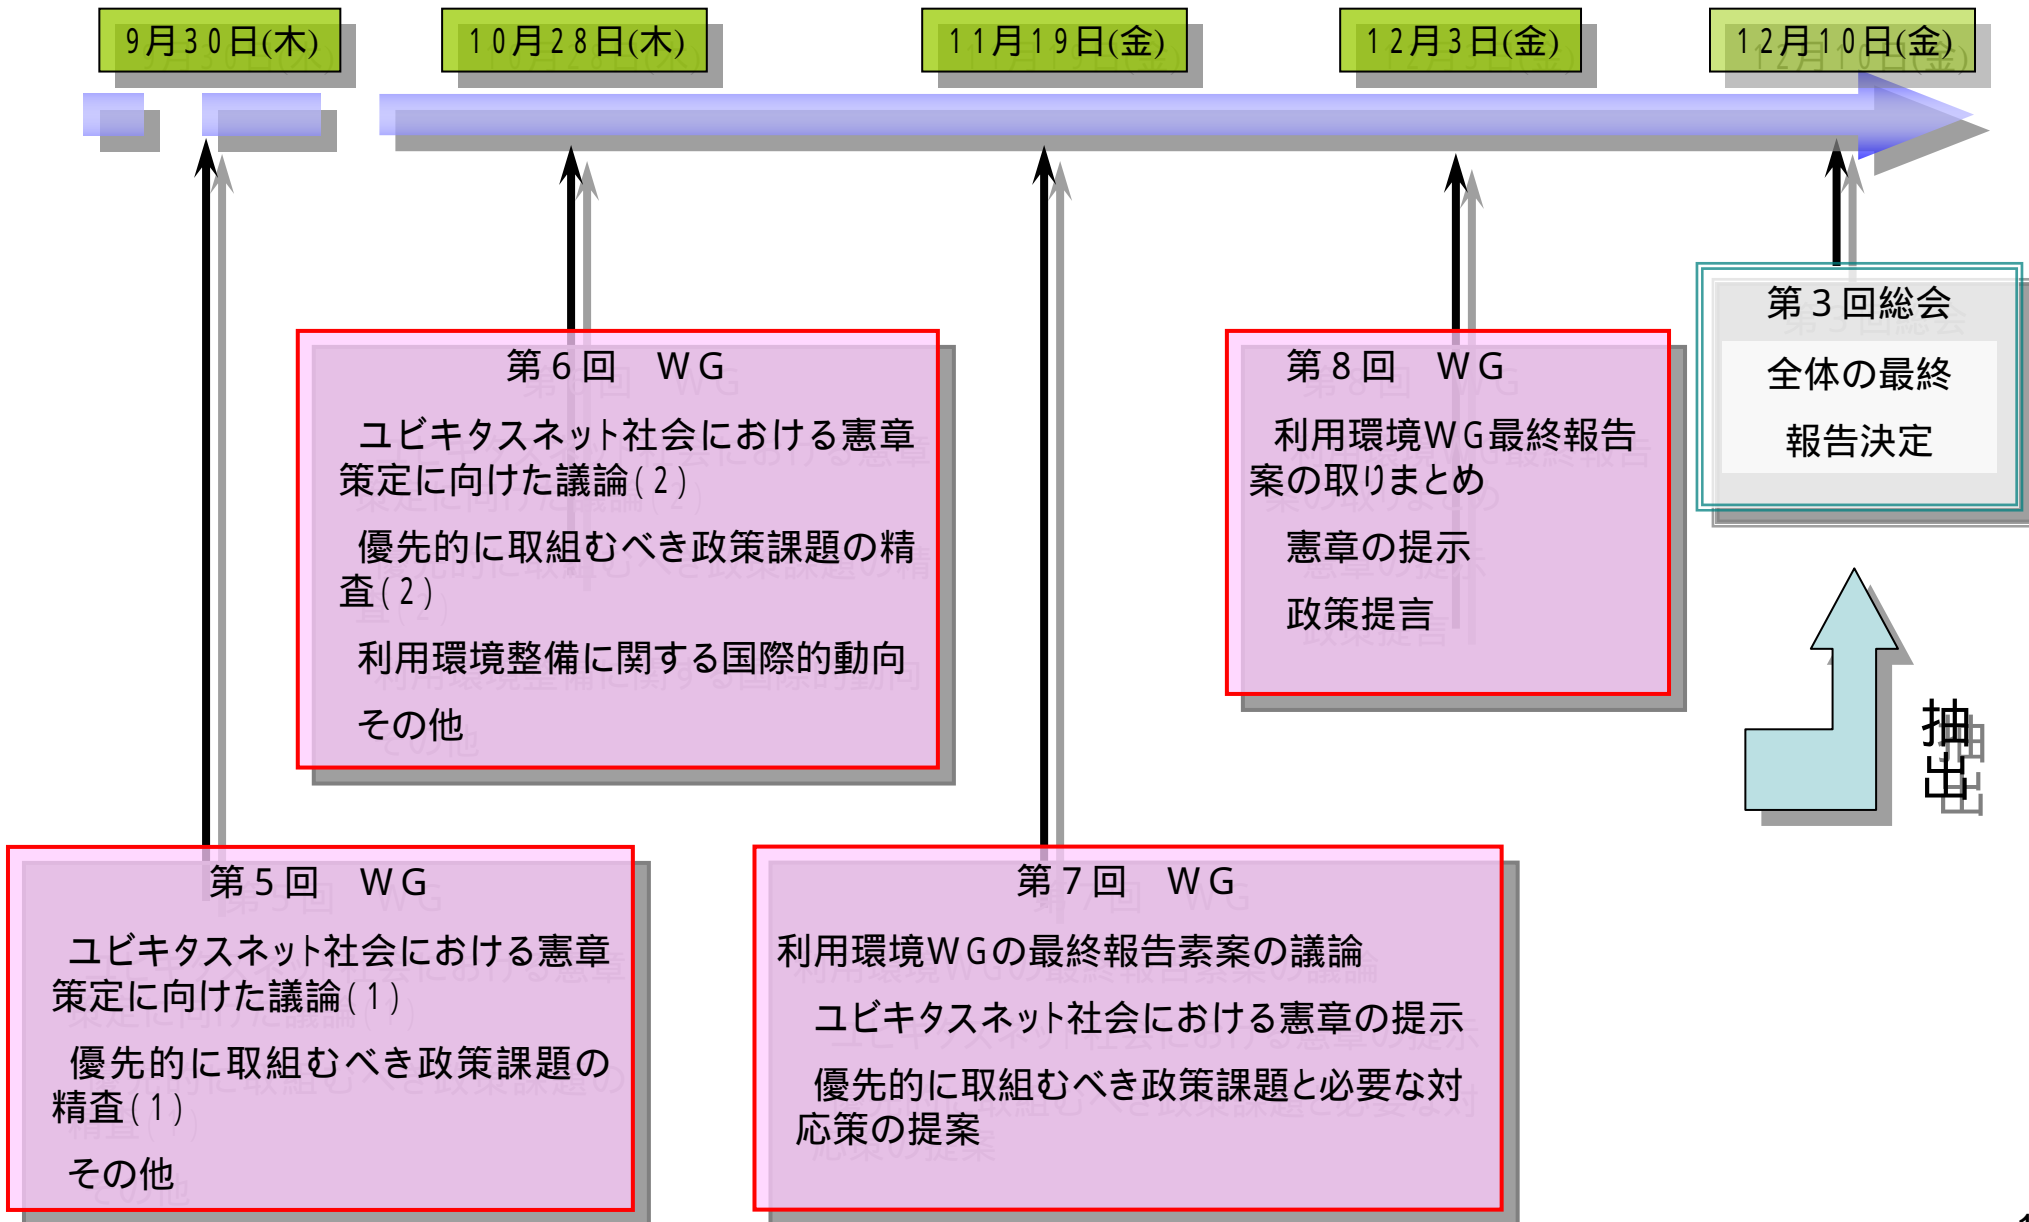 9月30日(木)
10月28日(木)
11月19日(金)
12月3日(金)
12月10日(金)
第3回総会
全体の最終
報告決定
第6回　WG
ユビキタスネット社会における憲章
策定に向けた議論(2)
優先的に取組むべき政策課題の精
査(2)
利用環境整備に関する国際的動向
その他
第8回　WG
利用環境WG最終報告
案の取りまとめ
憲章の提示
政策提言
抽出
第5回　WG
ユビキタスネット社会における憲章
策定に向けた議論(1)
優先的に取組むべき政策課題の
精査(1)
その他
第7回　WG
利用環境WGの最終報告素案の議論
ユビキタスネット社会における憲章の提示
優先的に取組むべき政策課題と必要な対
応策の提案